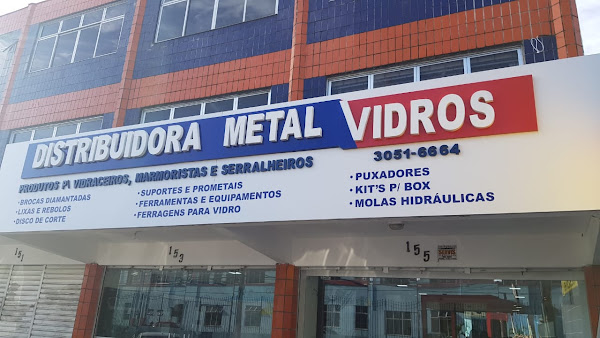 DISTRIBUIDORA METAL VIDROS
3051-6664
PRODUTOS P/ VIDRACEIROS, MARMORISTAS E SERRALHEIROS
•BROCAS DIAMANTADAS
•LIXAS E REBOLOS
•DISCO DE CORTE
•SUPORTES E PROMETAIS
•FERRAMENTAS E EQUIPAMENTOS
•FERRAGENS PARA VIDRO
•PUXADORES
•KIT'S P/ BOX
•MOLAS HIDRÁULICAS
151
153
155